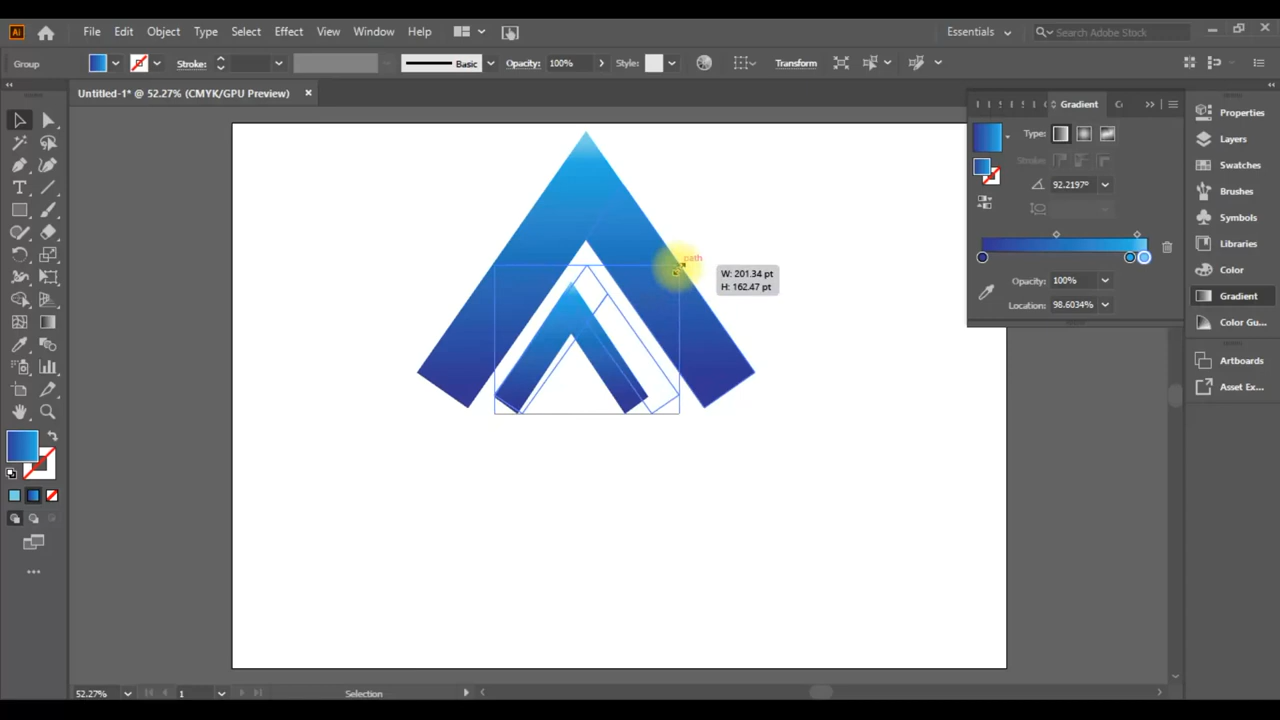 Ai File Edit Object Type Select Effect View Window Help Essentials Search Adobe Stock
Group Stroke: Basic Opacity: 100% Style: Transform
Untitled-1* @ 52.27% (CMYK/GPU Preview) ×
Gradient
Type:
Stroke:
92.2197°
Opacity: 100%
Location: 98.6034%
Properties
Layers
Swatches
Brushes
Symbols
Libraries
Color
Gradient
Color Gu...
Artboards
Asset Ex...
path
W: 201.34 pt
H: 162.47 pt
52.27% 1 Selection